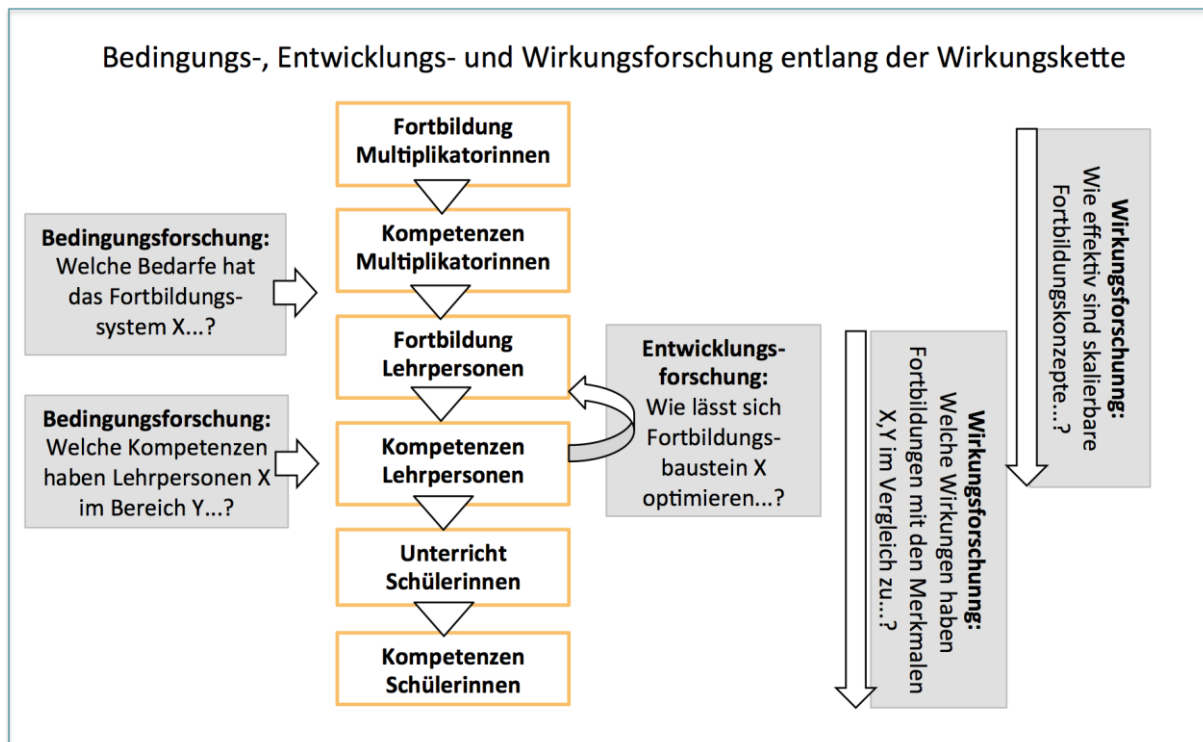 Bedingungs-, Entwicklungs- und Wirkungsforschung entlang der Wirkungskette
Fortbildung
Multiplikatorinnen
Kompetenzen
Multiplikatorinnen
Fortbildung
Lehrpersonen
Kompetenzen
Lehrpersonen
Unterricht
Schülerinnen
Kompetenzen
Schülerinnen
Bedingungsforschung:
Welche Bedarfe hat
das Fortbildungs-
system X...?
Bedingungsforschung:
Welche Kompetenzen
haben Lehrpersonen X
im Bereich Y...?
Entwicklungs-
forschung:
Wie lässt sich
Fortbildungs-
baustein X
optimieren...?
Wirkungsforschunng:
Welche Wirkungen haben
Fortbildungen mit den Merkmalen
X,Y im Vergleich zu...?
Wirkungsforschunng:
Wie effektiv sind skalierbare
Fortbildungskonzepte...?